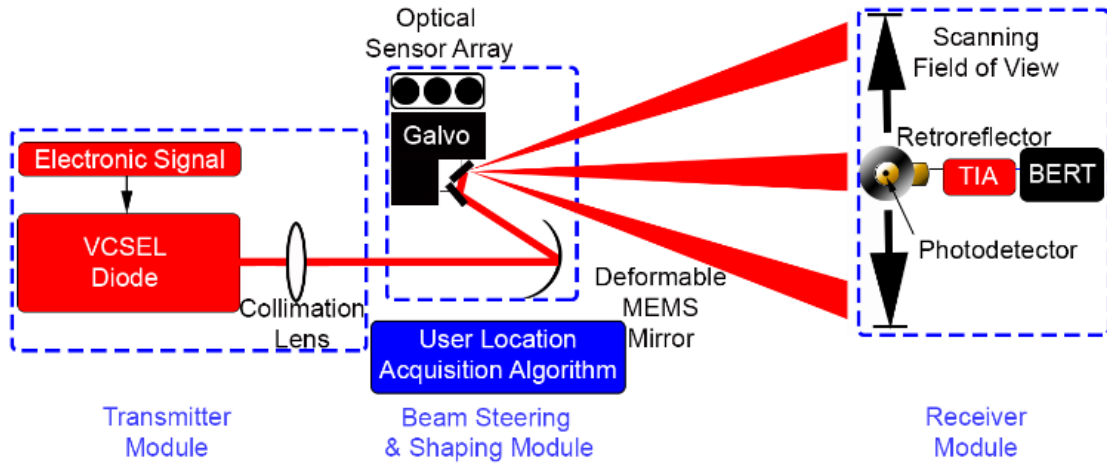 Electronic Signal
VCSEL
Diode
Collimation
Lens
Transmitter
Module
Optical
Sensor Array
Galvo
Deformable
MEMS
Mirror
User Location
Acquisition Algorithm
Beam Steering
& Shaping Module
Scanning
Field of View
Retroreflector
TIA
BERT
Photodetector
Receiver
Module